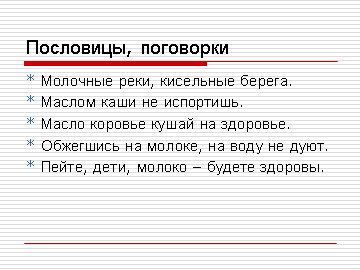 Пословицы, поговорки
* Молочные реки, кисельные берега.
* Маслом каши не испортишь.
* Масло коровье кушай на здоровье.
* Обжегшись на молоке, на воду не дуют.
* Пейте, дети, молоко – будете здоровы.